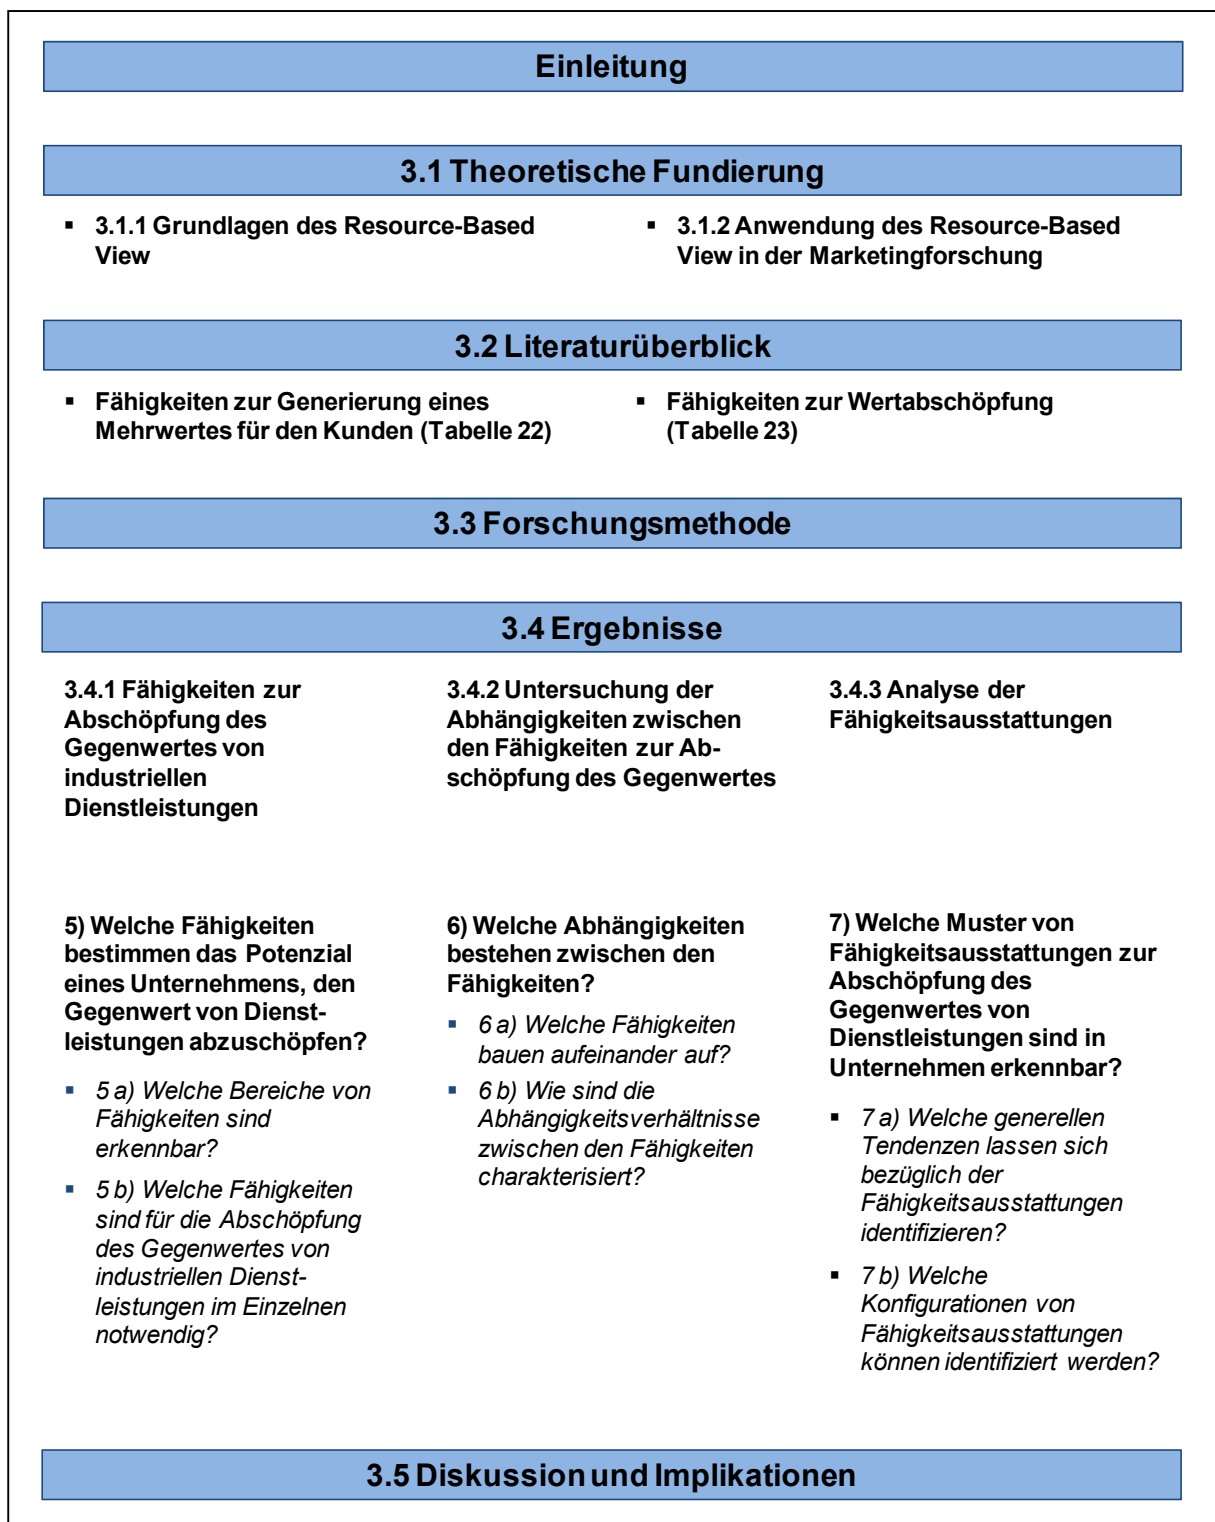 Einleitung
3.1 Theoretische Fundierung
▪ 3.1.1 Grundlagen des Resource-Based
View
▪ 3.1.2 Anwendung des Resource-Based
View in der Marketingforschung
3.2 Literaturüberblick
▪ Fähigkeiten zur Generierung eines
Mehrwertes für den Kunden (Tabelle 22)
▪ Fähigkeiten zur Wertabschöpfung
(Tabelle 23)
3.3 Forschungsmethode
3.4 Ergebnisse
3.4.1 Fähigkeiten zur
Abschöpfung des
Gegenwertes von
industriellen
Dienstleistungen
3.4.2 Untersuchung der
Abhängigkeiten zwischen
den Fähigkeiten zur Ab-
schöpfung des Gegenwertes
3.4.3 Analyse der
Fähigkeitsausstattungen
5) Welche Fähigkeiten
bestimmen das Potenzial
eines Unternehmens, den
Gegenwert von Dienst-
leistungen abzuschöpfen?
▪ 5 a) Welche Bereiche von
Fähigkeiten sind
erkennbar?
▪ 5 b) Welche Fähigkeiten
sind für die Abschöpfung
des Gegenwertes von
industriellen Dienst-
leistungen im Einzelnen
notwendig?
6) Welche Abhängigkeiten
bestehen zwischen den
Fähigkeiten?
▪ 6 a) Welche Fähigkeiten
bauen aufeinander auf?
▪ 6 b) Wie sind die
Abhängigkeitsverhältnisse
zwischen den Fähigkeiten
charakterisiert?
7) Welche Muster von
Fähigkeitsausstattungen zur
Abschöpfung des
Gegenwertes von
Dienstleistungen sind in
Unternehmen erkennbar?
▪ 7 a) Welche generellen
Tendenzen lassen sich
bezüglich der
Fähigkeitsausstattungen
identifizieren?
▪ 7 b) Welche
Konfigurationen von
Fähigkeitsausstattungen
können identifiziert werden?
3.5 Diskussion und Implikationen